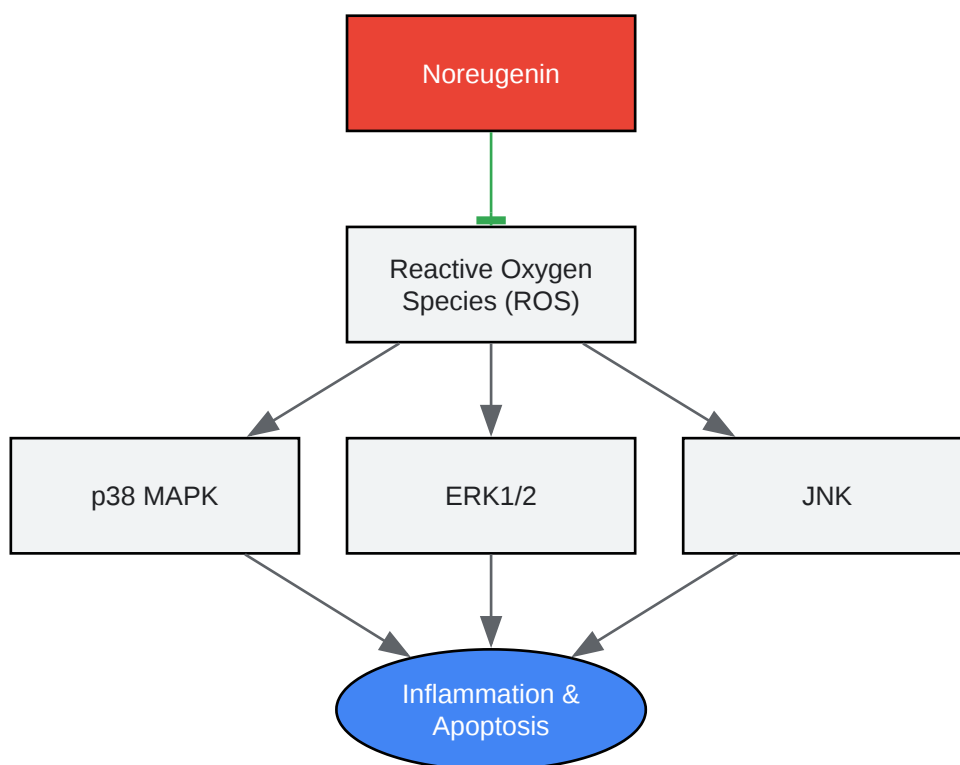 Noreugenin
Reactive Oxygen
Species (ROS)
p38 MAPK
ERK1/2
JNK
Inflammation &
Apoptosis